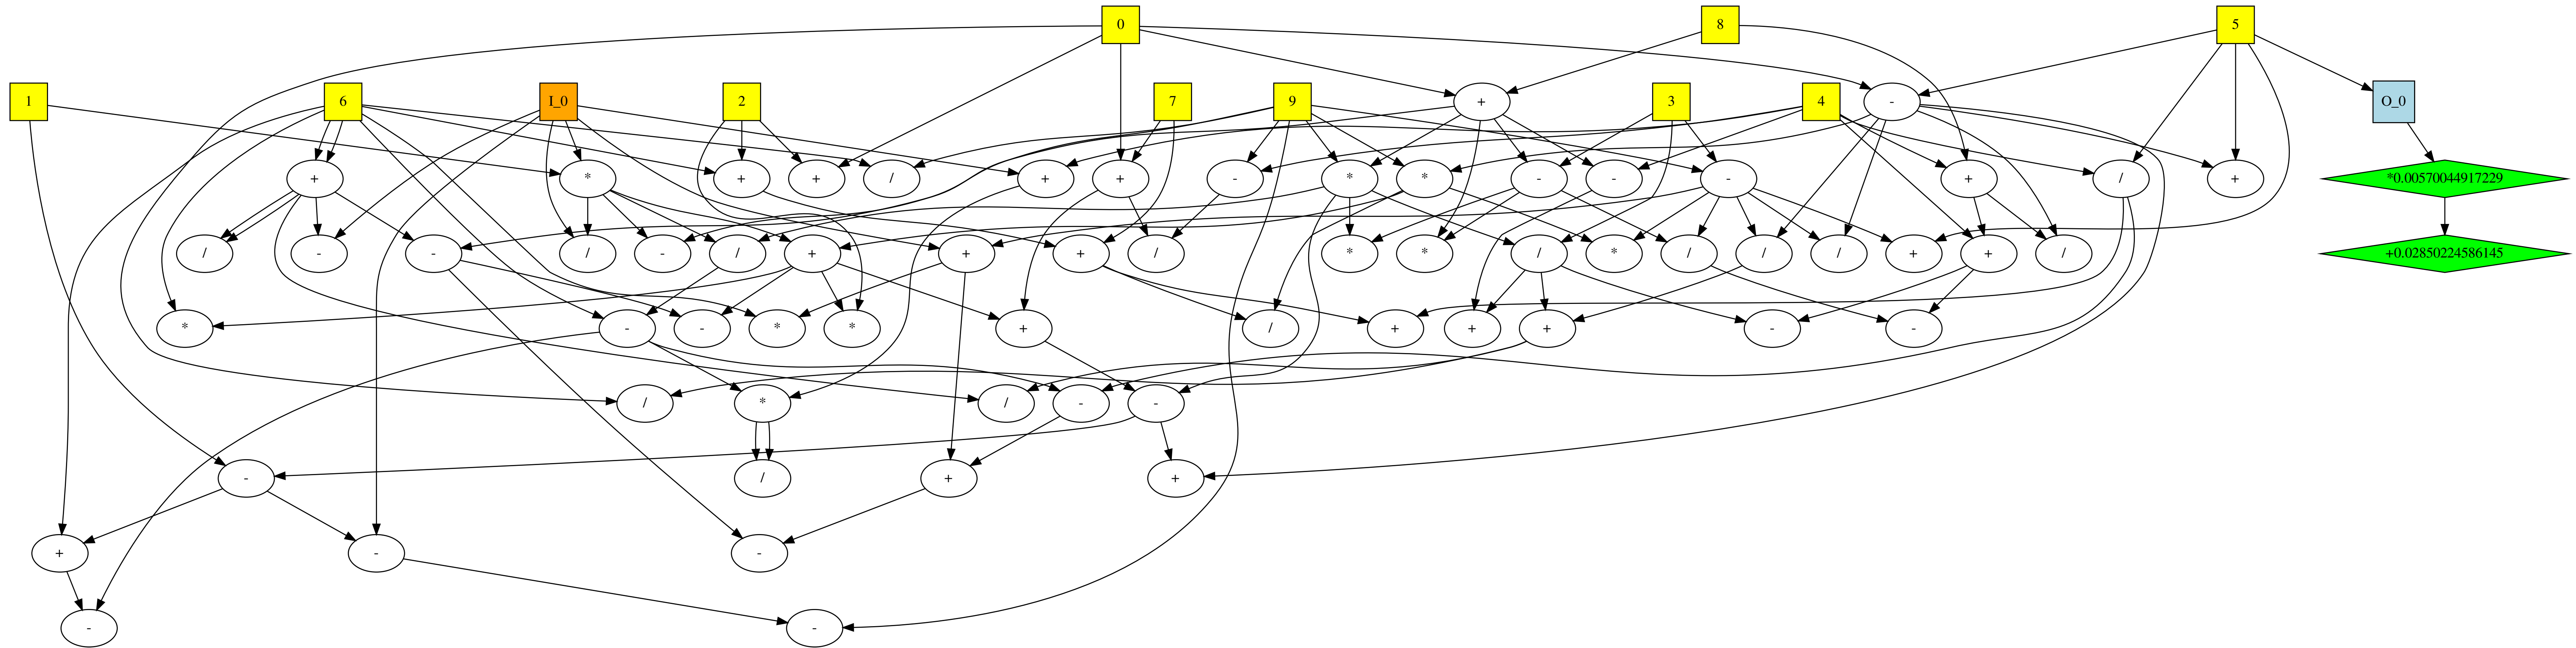 0 8 5
1 6 I_0 2 7 9 3 4 + - O_0
+ * + + / + + - * * - - - + / + *0.00570044917229
/ - - / - / + + + / * * / * / / / + + / +0.02850224586145
* - - * * + / + + + - -
/ * / - -
- / + +
+ - -
- -